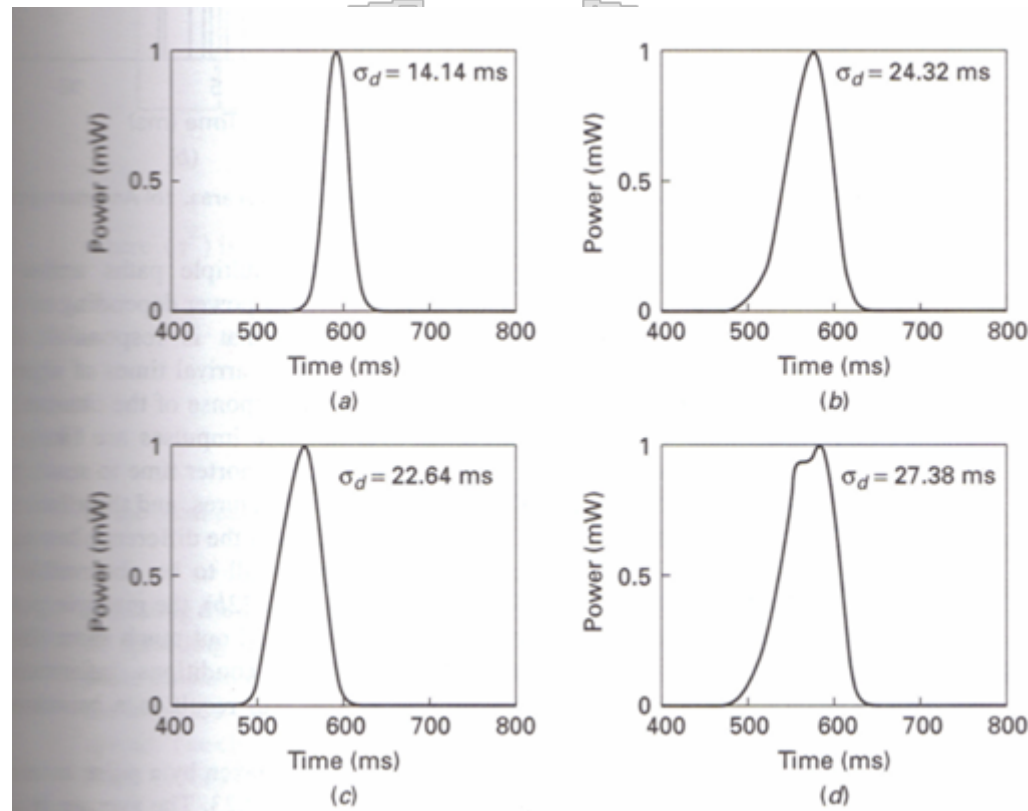 1
σd = 14.14 ms
Power (mW)
0.5
0
400 500 600 700 800
Time (ms)
(a)
1
σd = 24.32 ms
Power (mW)
0.5
0
400 500 600 700 800
Time (ms)
(b)
1
σd = 22.64 ms
Power (mW)
0.5
0
400 500 600 700 800
Time (ms)
(c)
1
σd = 27.38 ms
Power (mW)
0.5
0
400 500 600 700 800
Time (ms)
(d)